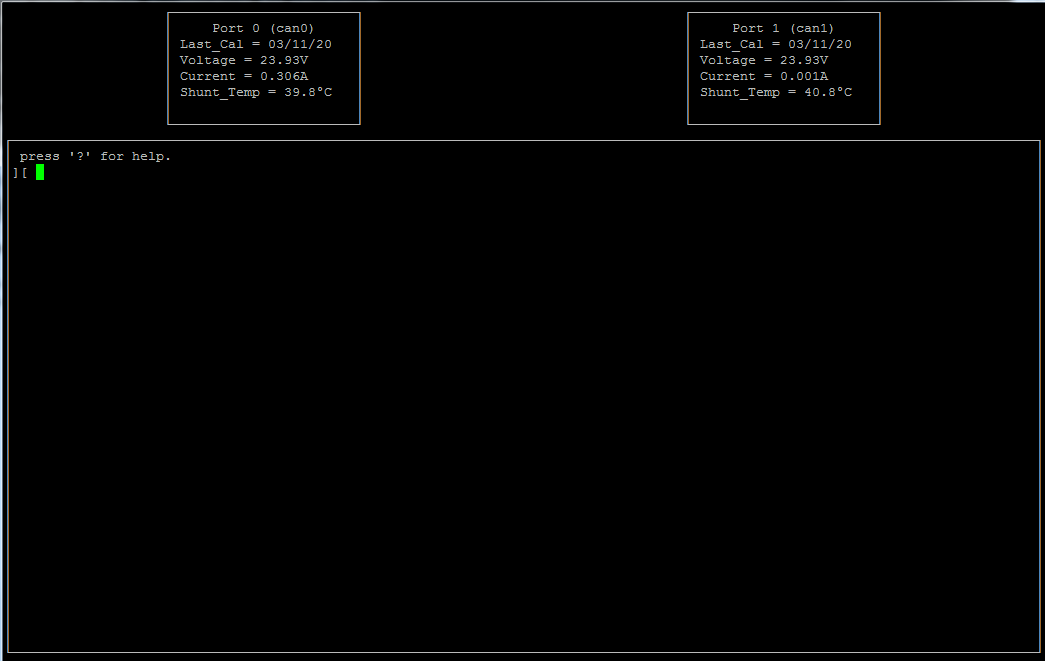 Port 0 (can0)
Last_Cal = 03/11/20
Voltage = 23.93V
Current = 0.306A
Shunt_Temp = 39.8°C
Port 1 (can1)
Last_Cal = 03/11/20
Voltage = 23.93V
Current = 0.001A
Shunt_Temp = 40.8°C
press '?' for help.
][